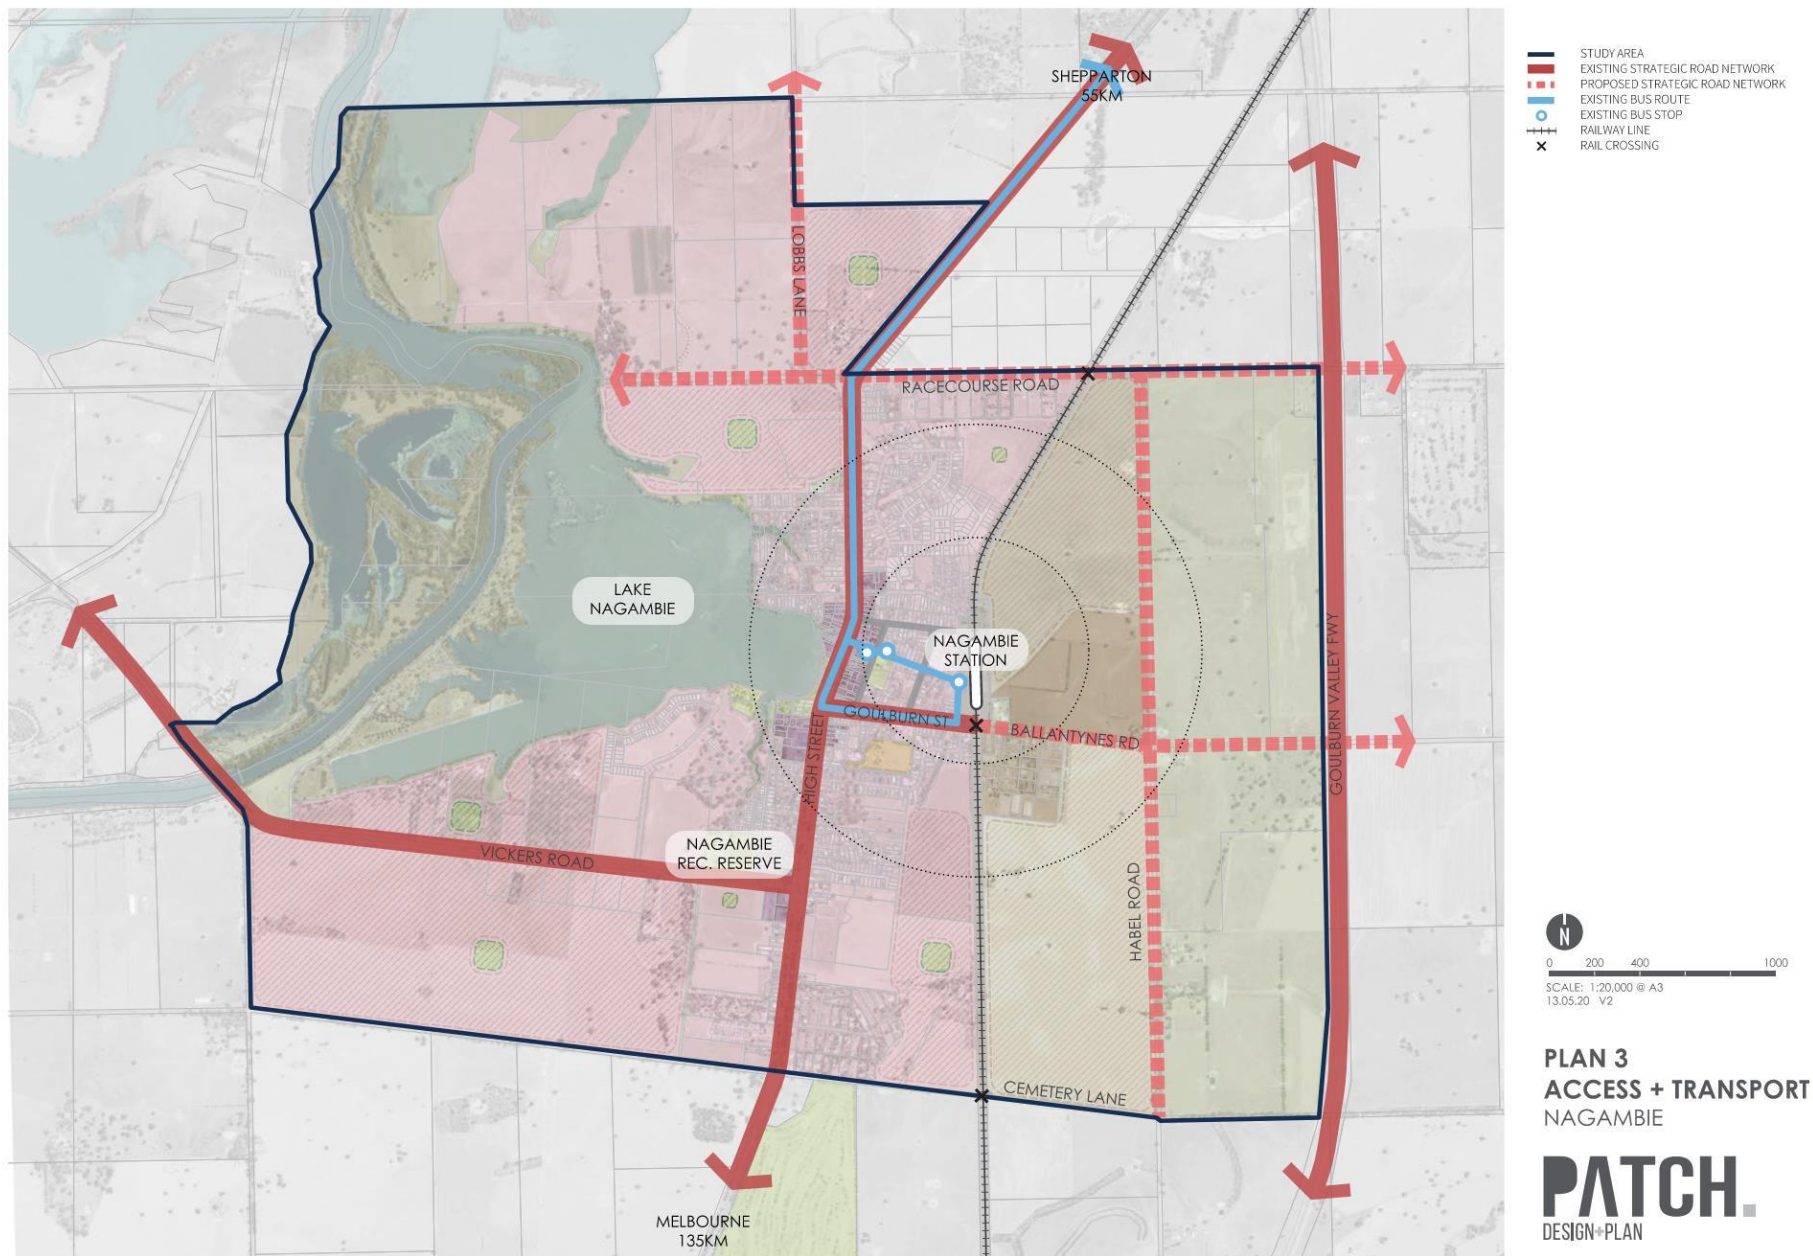 SHEPPARTON
55KM
LOBBS LANE
RACECOURSE ROAD
LAKE
NAGAMBIE
NAGAMBIE
STATION
GOULBURN ST
BALLANTYNES RD
HIGH STREET
GOULBURN VALLEY FWY
NAGAMBIE
REC. RESERVE
VICKERS ROAD
HABEL ROAD
CEMETERY LANE
MELBOURNE
135KM
STUDY AREA
EXISTING STRATEGIC ROAD NETWORK
PROPOSED STRATEGIC ROAD NETWORK
EXISTING BUS ROUTE
EXISTING BUS STOP
RAILWAY LINE
RAIL CROSSING
N
0 200 400 1000
SCALE: 1:20,000 @ A3
13.05.20 V2
PLAN 3
ACCESS + TRANSPORT
NAGAMBIE
PATCH.
DESIGN+PLAN